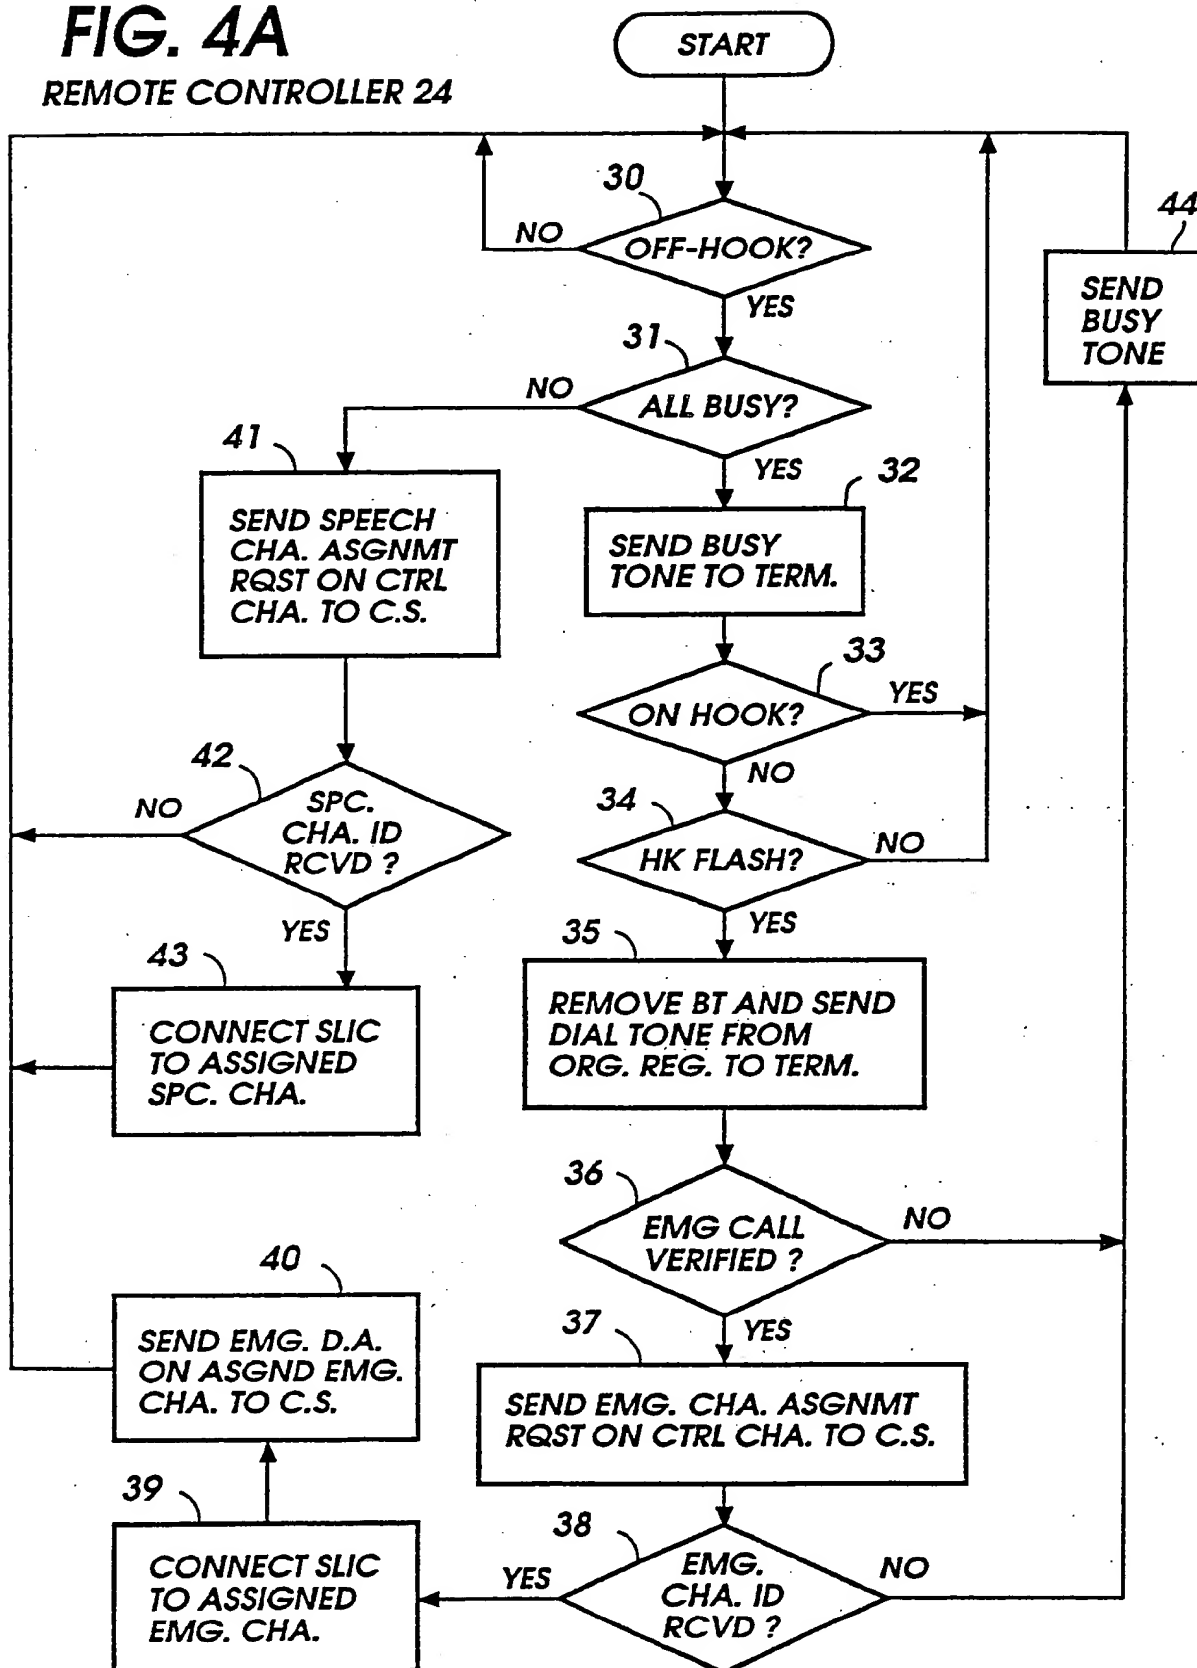 FIG. 4A
REMOTE CONTROLLER 24
START
30
OFF-HOOK?
NO
YES
44
SEND
BUSY
TONE
31
ALL BUSY?
NO
YES
41
SEND SPEECH
CHA. ASGNMT
RQST ON CTRL
CHA. TO C.S.
32
SEND BUSY
TONE TO TERM.
33
ON HOOK?
YES
NO
42
SPC.
CHA. ID
RCVD ?
NO
YES
34
HK FLASH?
NO
YES
43
CONNECT SLIC
TO ASSIGNED
SPC. CHA.
35
REMOVE BT AND SEND
DIAL TONE FROM
ORG. REG. TO TERM.
36
EMG CALL
VERIFIED ?
NO
YES
40
SEND EMG. D.A.
ON ASGND EMG.
CHA. TO C.S.
37
SEND EMG. CHA. ASGNMT
RQST ON CTRL CHA. TO C.S.
39
CONNECT SLIC
TO ASSIGNED
EMG. CHA.
38
EMG.
CHA. ID
RCVD ?
YES
NO